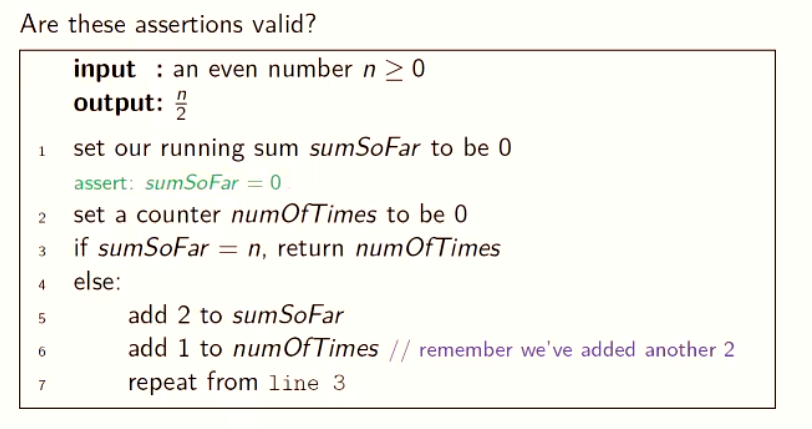 Are these assertions valid?
input : an even number n ≥ 0
output: n/2
1 set our running sum sumSoFar to be 0
assert: sumSoFar = 0
2 set a counter numOfTimes to be 0
3 if sumSoFar = n, return numOfTimes
4 else:
5 add 2 to sumSoFar
6 add 1 to numOfTimes // remember we've added another 2
7 repeat from line 3